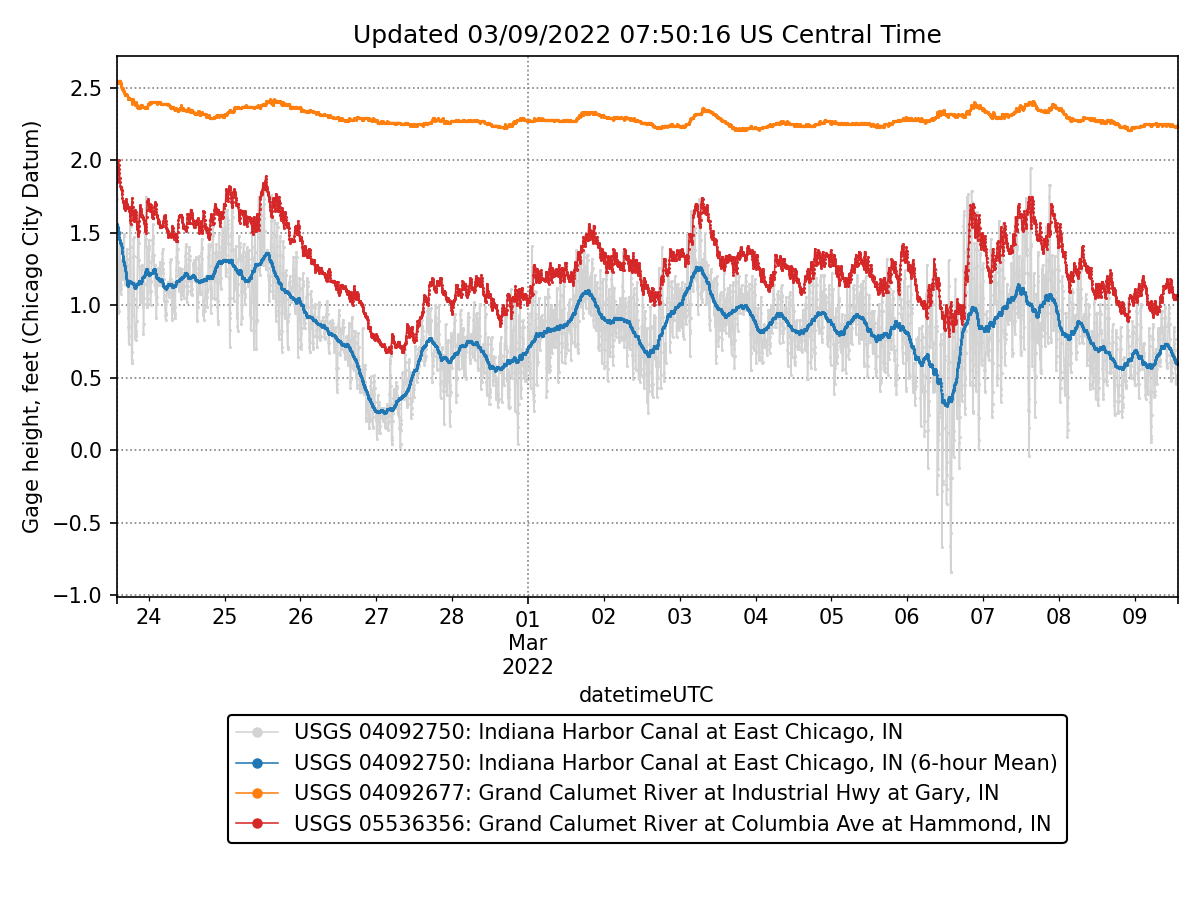 Updated 03/09/2022 07:50:16 US Central Time
Gage height, feet (Chicago City Datum)
2.5
2.0
1.5
1.0
0.5
0.0
−0.5
−1.0
24 25 26 27 28 01 02 03 04 05 06 07 08 09
Mar
2022
datetimeUTC
USGS 04092750: Indiana Harbor Canal at East Chicago, IN
USGS 04092750: Indiana Harbor Canal at East Chicago, IN (6-hour Mean)
USGS 04092677: Grand Calumet River at Industrial Hwy at Gary, IN
USGS 05536356: Grand Calumet River at Columbia Ave at Hammond, IN